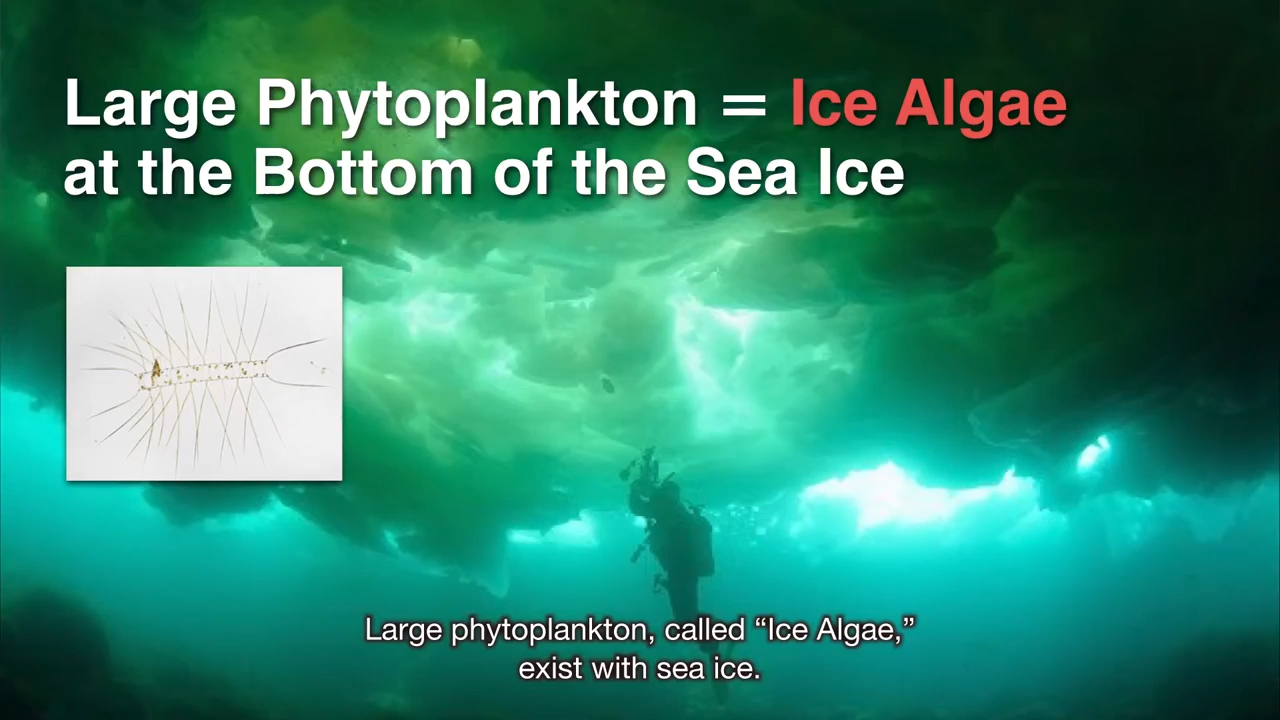 Large Phytoplankton = Ice Algae
at the Bottom of the Sea Ice
Large phytoplankton, called “Ice Algae,”
exist with sea ice.